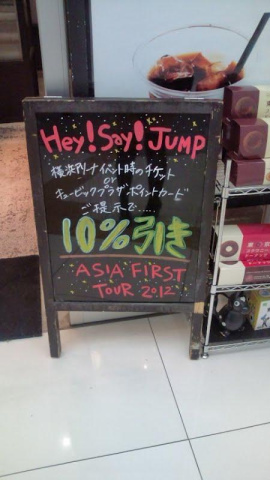 Hey! Say! JUMP
横浜アリーナイベント時のチケット
or
キュービックプラザポイントカード
ご提示で......
10%引き
ASIA FIRST
TOUR 2012